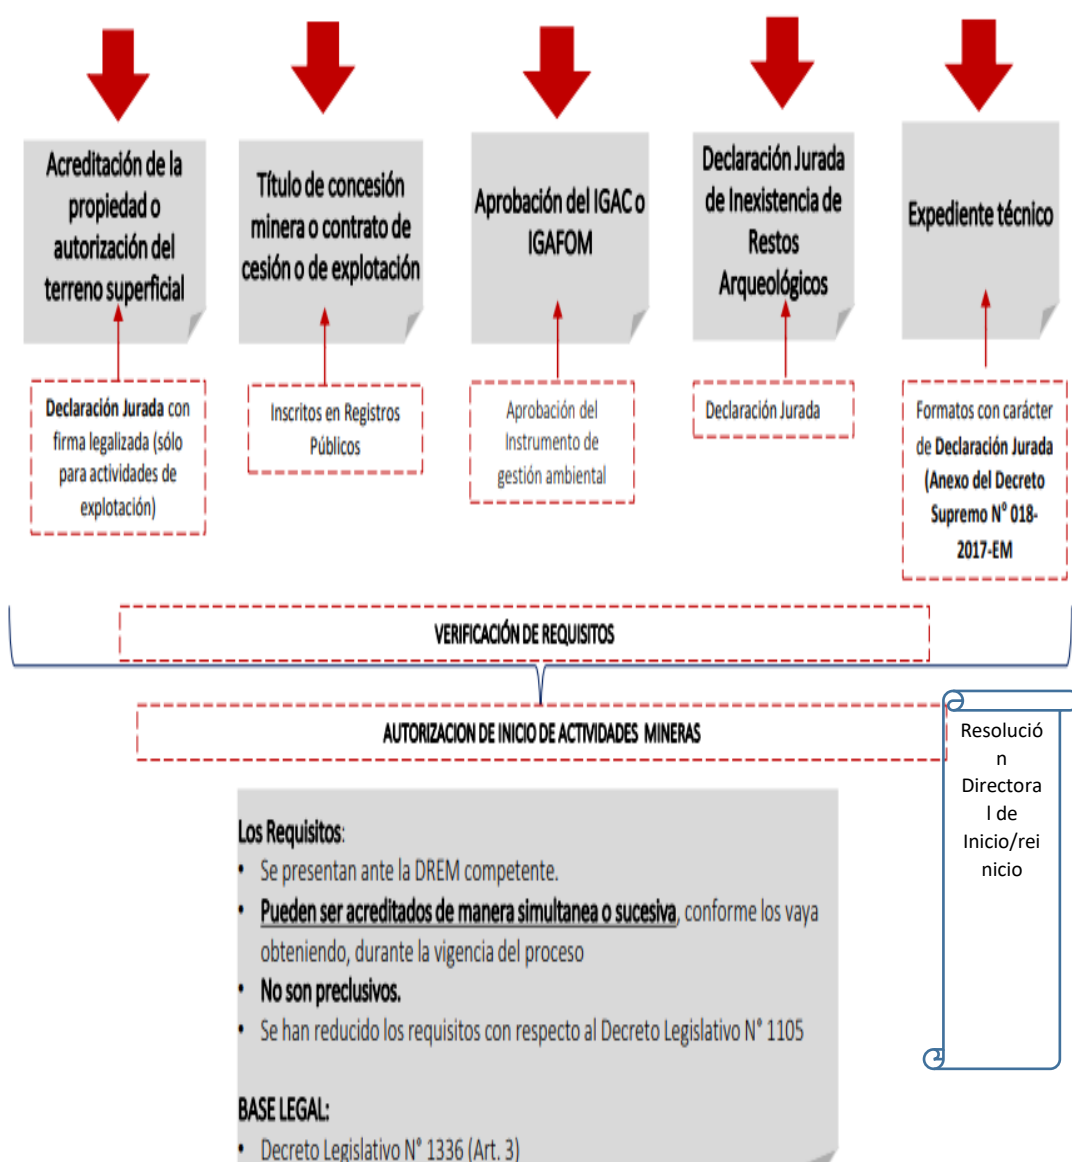 Acreditación de la
propiedad o
autorización del
terreno superficial
Título de concesión
minera o contrato de
cesión o de explotación
Aprobación del IGAC o
IGAFOM
Declaración Jurada
de Inexistencia de
Restos
Arqueológicos
Expediente técnico
Declaración Jurada con
firma legalizada (sólo
para actividades de
explotación)
Inscritos en Registros
Públicos
Aprobación del
Instrumento de
gestión ambiental
Declaración Jurada
Formatos con carácter
de Declaración Jurada
(Anexo del Decreto
Supremo N° 018-
2017-EM
VERIFICACIÓN DE REQUISITOS
AUTORIZACION DE INICIO DE ACTIVIDADES MINERAS
Resolució
n
Directora
l de
Inicio/rei
nicio
Los Requisitos:
• Se presentan ante la DREM competente.
• Pueden ser acreditados de manera simultanea o sucesiva, conforme los vaya
obteniendo, durante la vigencia del proceso
• No son preclusivos.
• Se han reducido los requisitos con respecto al Decreto Legislativo N° 1105
BASE LEGAL:
• Decreto Legislativo N° 1336 (Art. 3)